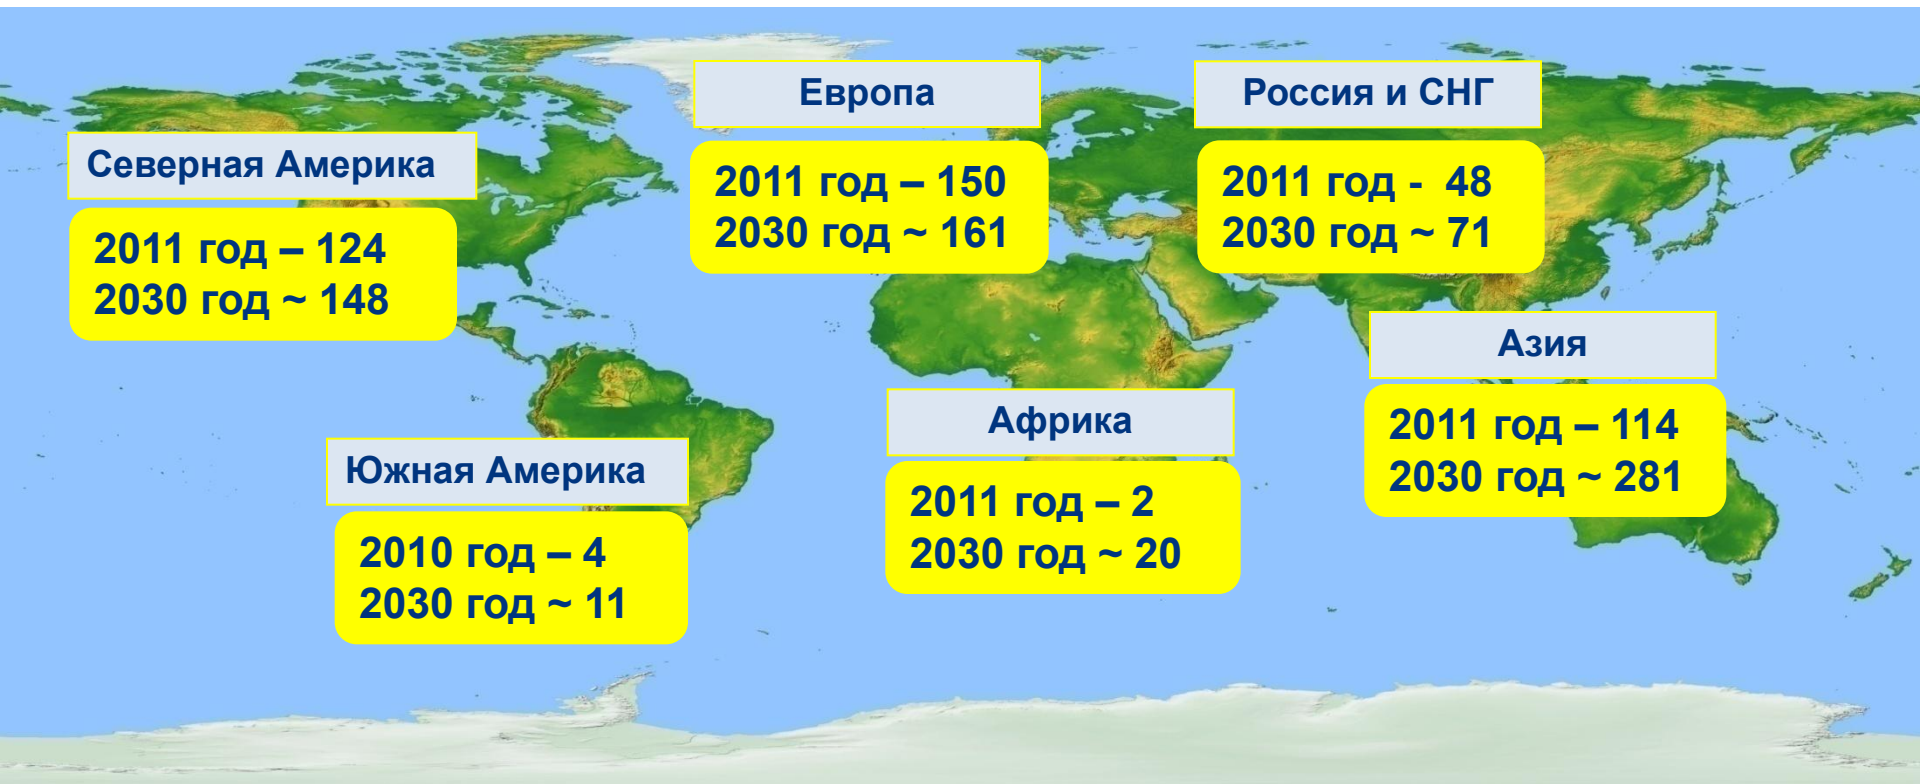 Северная Америка
2011 год – 124
2030 год ~ 148
Европа
2011 год – 150
2030 год ~ 161
Россия и СНГ
2011 год - 48
2030 год ~ 71
Азия
2011 год – 114
2030 год ~ 281
Африка
2011 год – 2
2030 год ~ 20
Южная Америка
2010 год – 4
2030 год ~ 11